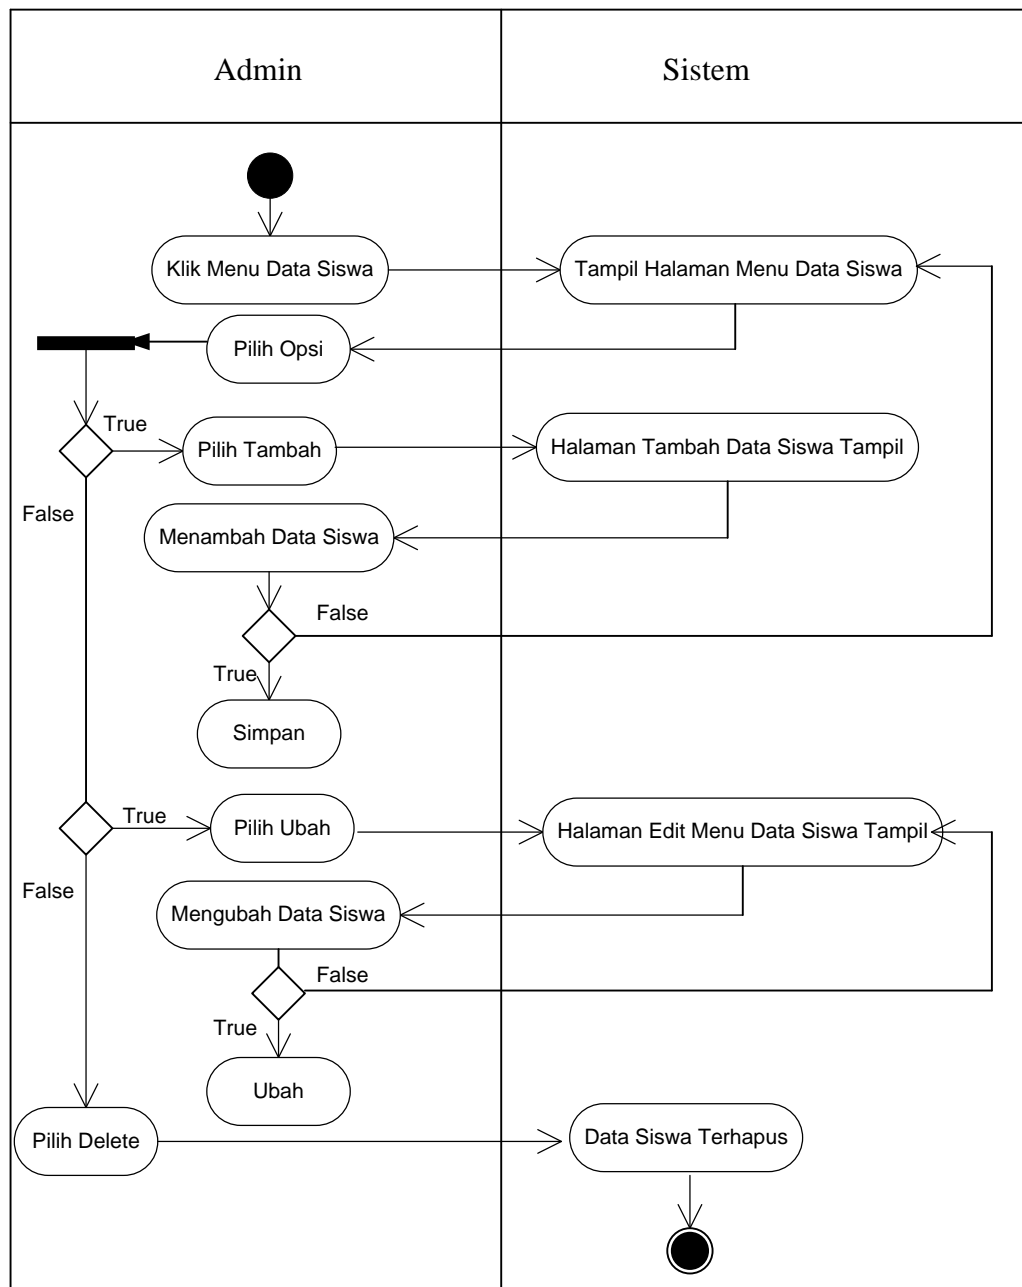 Admin
Sistem
Klik Menu Data Siswa
Tampil Halaman Menu Data Siswa
Pilih Opsi
True
Pilih Tambah
Halaman Tambah Data Siswa Tampil
False
Menambah Data Siswa
False
True
Simpan
True
Pilih Ubah
Halaman Edit Menu Data Siswa Tampil
False
Mengubah Data Siswa
False
True
Ubah
Pilih Delete
Data Siswa Terhapus